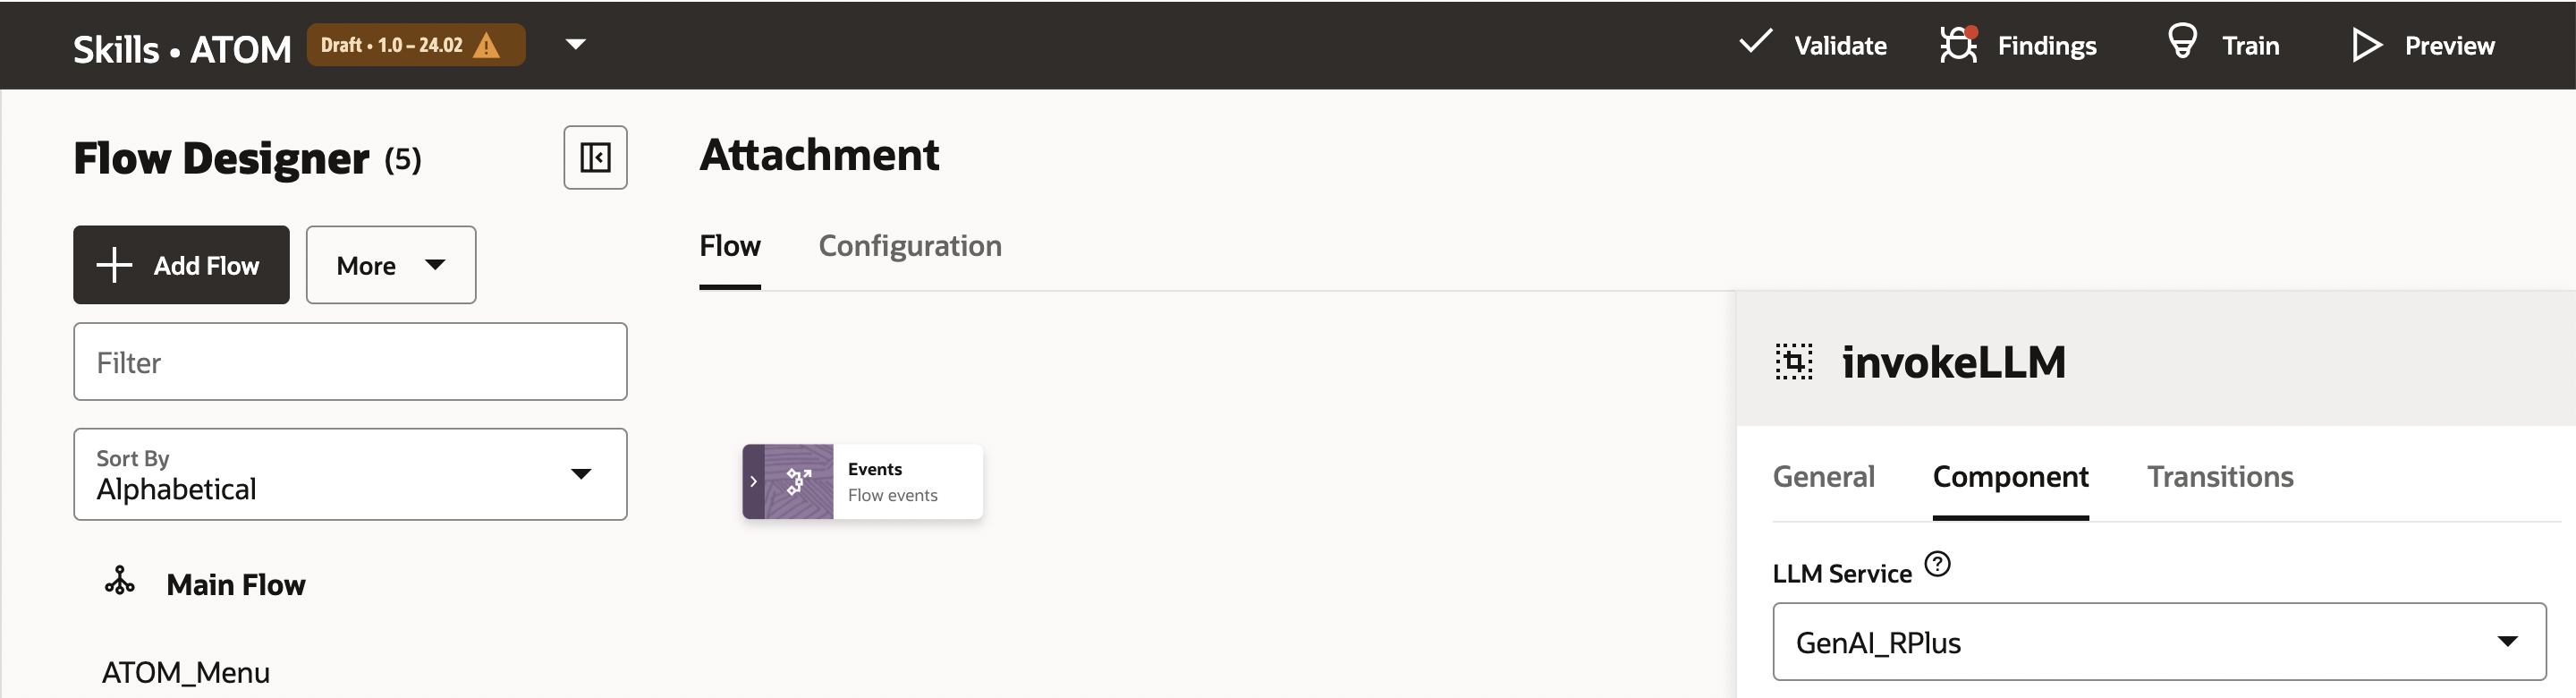 Skills • ATOM
Draft • 1.0 – 24.02
Validate
Findings
Train
Preview
Flow Designer (5)
Add Flow
More
Filter
Sort By
Alphabetical
Main Flow
ATOM_Menu
Attachment
Flow
Configuration
Events
Flow events
invokeLLM
General
Component
Transitions
LLM Service
GenAI_RPlus